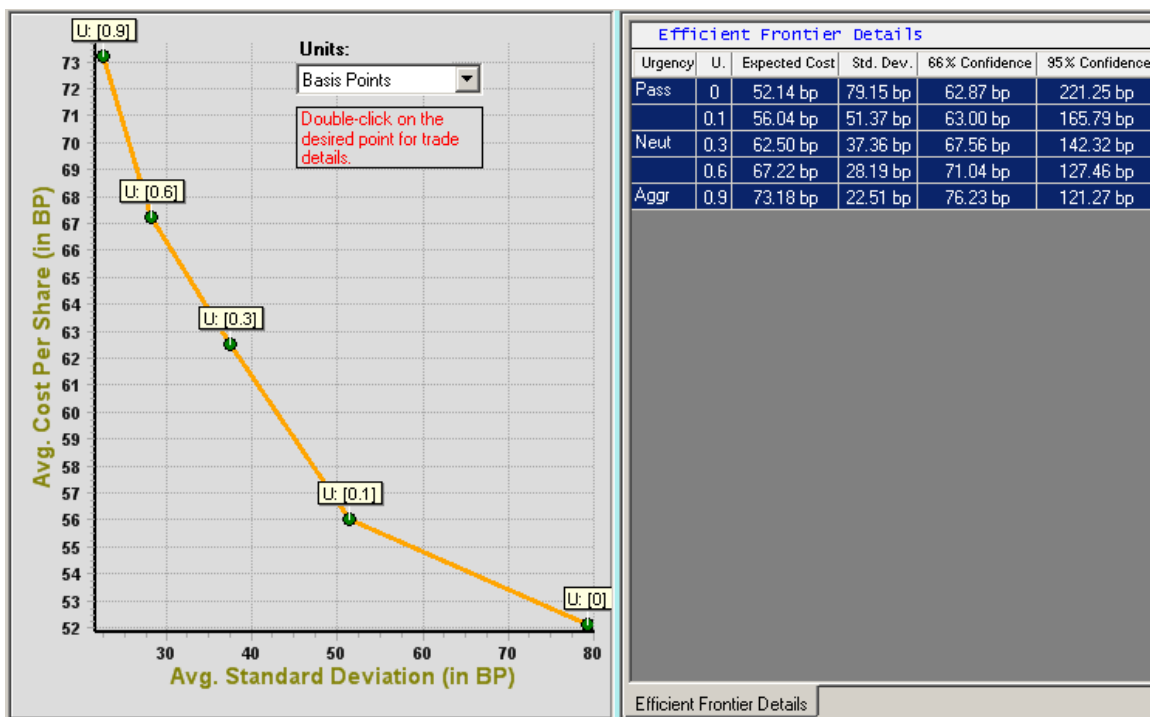 U: [0.9]
Units:
Basis Points
Double-click on the
desired point for trade
details.
U: [0.6]
U: [0.3]
U: [0.1]
U: [0]
Avg. Cost Per Share (in BP)
73
72
71
70
69
68
67
66
65
64
63
62
61
60
59
58
57
56
55
54
53
52
30 40 50 60 70 80
Avg. Standard Deviation (in BP)
Efficient Frontier Details
Urgency U. Expected Cost Std. Dev. 66% Confidence 95% Confidence
Pass 0 52.14 bp 79.15 bp 62.87 bp 221.25 bp
0.1 56.04 bp 51.37 bp 63.00 bp 165.79 bp
Neut 0.3 62.50 bp 37.36 bp 67.56 bp 142.32 bp
0.6 67.22 bp 28.19 bp 71.04 bp 127.46 bp
Aggr 0.9 73.18 bp 22.51 bp 76.23 bp 121.27 bp
Efficient Frontier Details